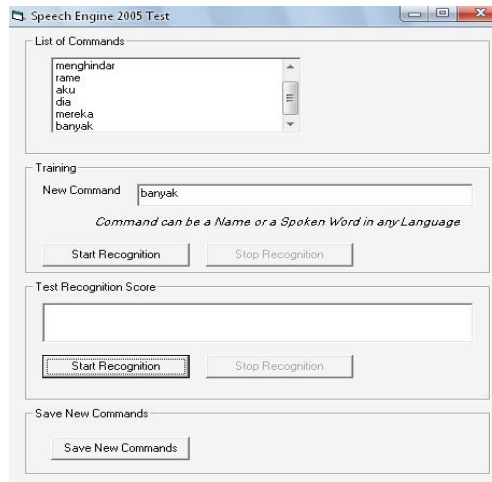 Speech Engine 2005 Test
List of Commands
menghindar
rame
aku
dia
mereka
banyak
Training
New Command banyak
Command can be a Name or a Spoken Word in any Language
Start Recognition Stop Recognition
Test Recognition Score
Start Recognition Stop Recognition
Save New Commands
Save New Commands